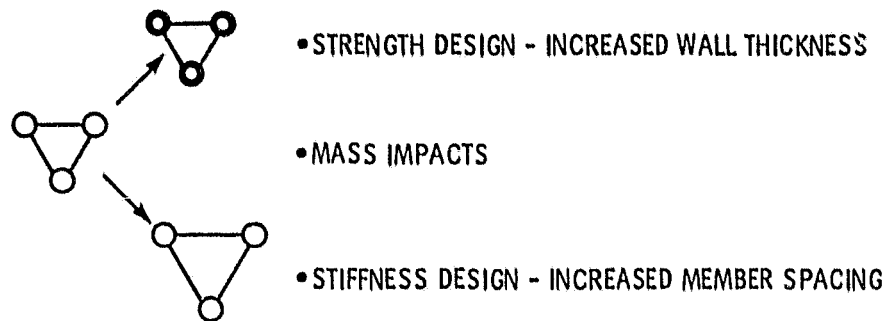 • STRENGTH DESIGN - INCREASED WALL THICKNESS
• MASS IMPACTS
• STIFFNESS DESIGN - INCREASED MEMBER SPACING